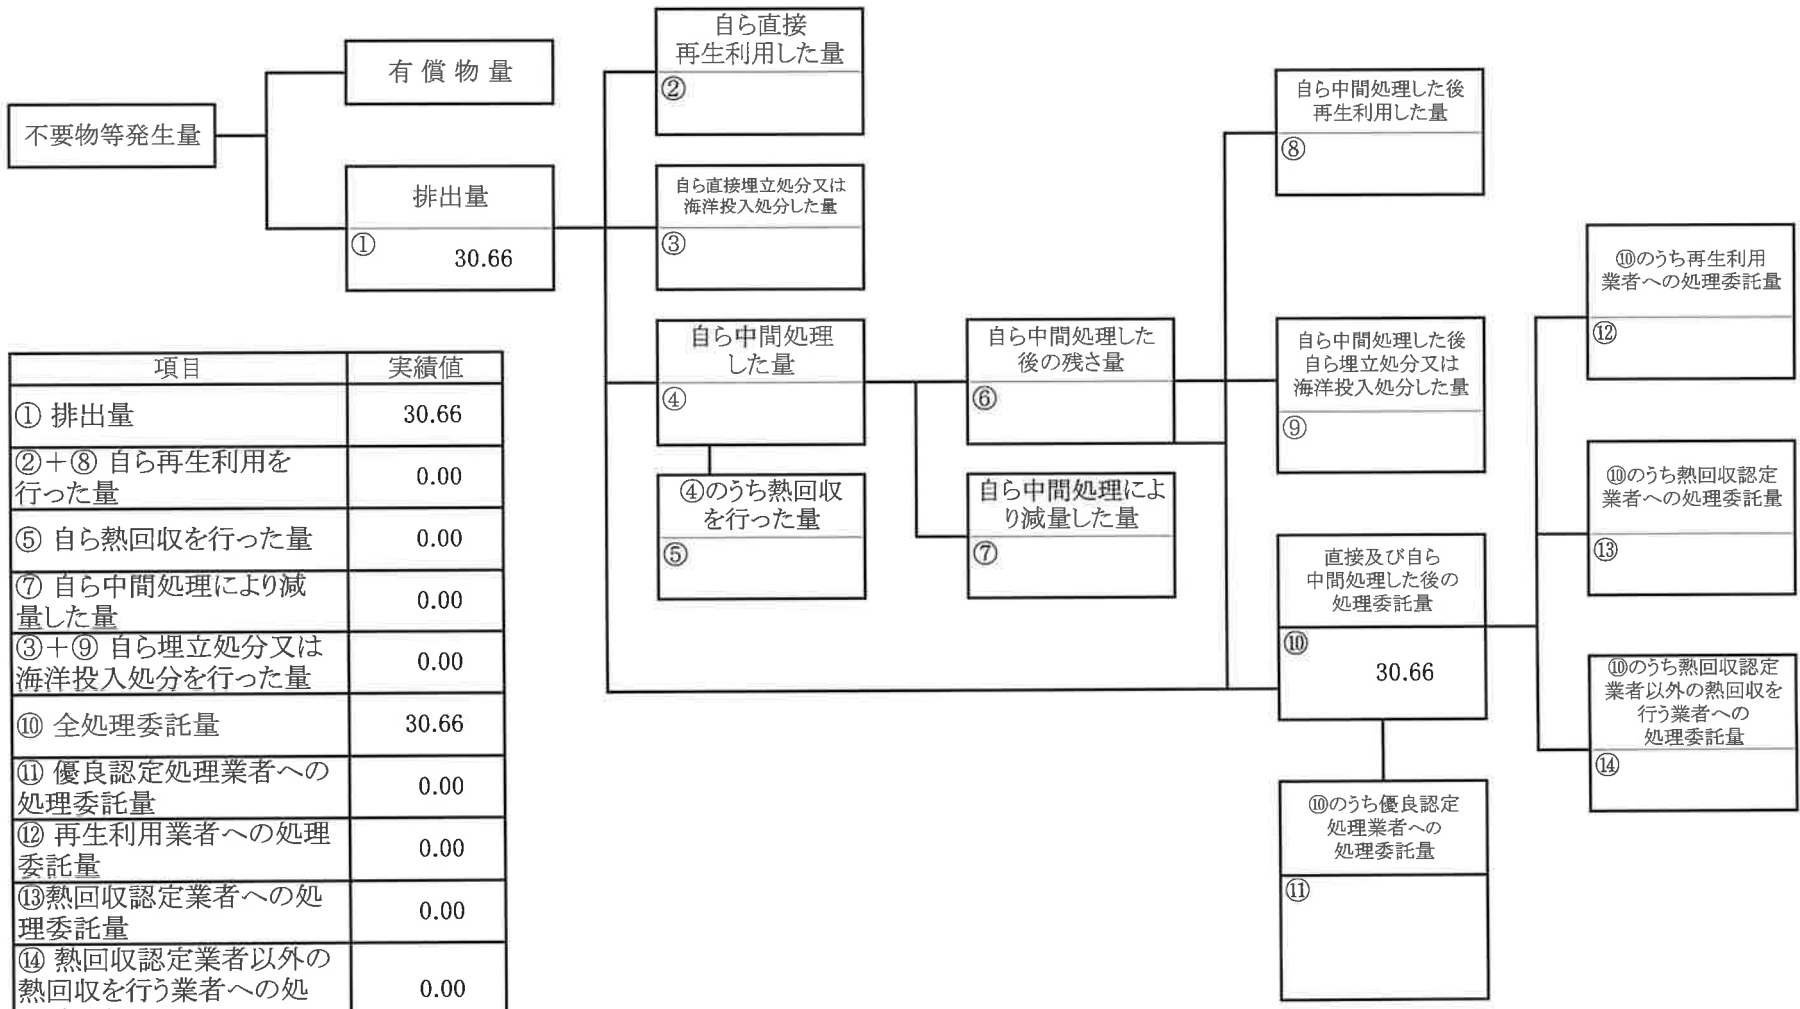 不要物等発生量
有償物量
排出量
①
30.66
自ら直接
再生利用した量
②
自ら直接埋立処分又は
海洋投入処分した量
③
自ら中間処理
した量
④
④のうち熱回収
を行った量
⑤
自ら中間処理した
後の残さ量
⑥
自ら中間処理によ
り減量した量
⑦
自ら中間処理した後
再生利用した量
⑧
自ら中間処理した後
自ら埋立処分又は
海洋投入処分した量
⑨
直接及び自ら
中間処理した後の
処理委託量
⑩
30.66
⑩のうち優良認定
処理業者への
処理委託量
⑪
⑩のうち再生利用
業者への処理委託量
⑫
⑩のうち熱回収認定
業者への処理委託量
⑬
⑩のうち熱回収認定
業者以外の熱回収を
行う業者への
処理委託量
⑭
項目 実績値
① 排出量 30.66
②+⑧ 自ら再生利用を
行った量 0.00
⑤ 自ら熱回収を行った量 0.00
⑦ 自ら中間処理により減
量した量 0.00
③+⑨ 自ら埋立処分又は
海洋投入処分を行った量 0.00
⑩ 全処理委託量 30.66
⑪ 優良認定処理業者への
処理委託量 0.00
⑫ 再生利用業者への処理
委託量 0.00
⑬熱回収認定業者への処
理委託量 0.00
⑭ 熱回収認定業者以外の
熱回収を行う業者への処 0.00